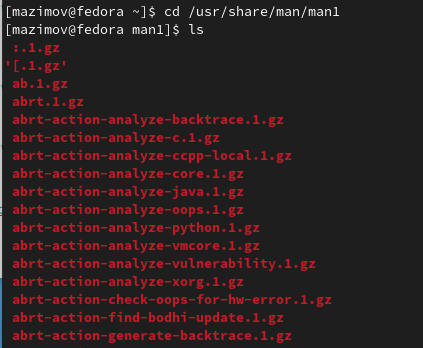 [mazimov@fedora ~]$ cd /usr/share/man/man1
[mazimov@fedora man1]$ ls
:.1.gz
'[.1.gz'
ab.1.gz
abrt.1.gz
abrt-action-analyze-backtrace.1.gz
abrt-action-analyze-c.1.gz
abrt-action-analyze-ccpp-local.1.gz
abrt-action-analyze-core.1.gz
abrt-action-analyze-java.1.gz
abrt-action-analyze-oops.1.gz
abrt-action-analyze-python.1.gz
abrt-action-analyze-vmcore.1.gz
abrt-action-analyze-vulnerability.1.gz
abrt-action-analyze-xorg.1.gz
abrt-action-check-oops-for-hw-error.1.gz
abrt-action-find-bodhi-update.1.gz
abrt-action-generate-backtrace.1.gz